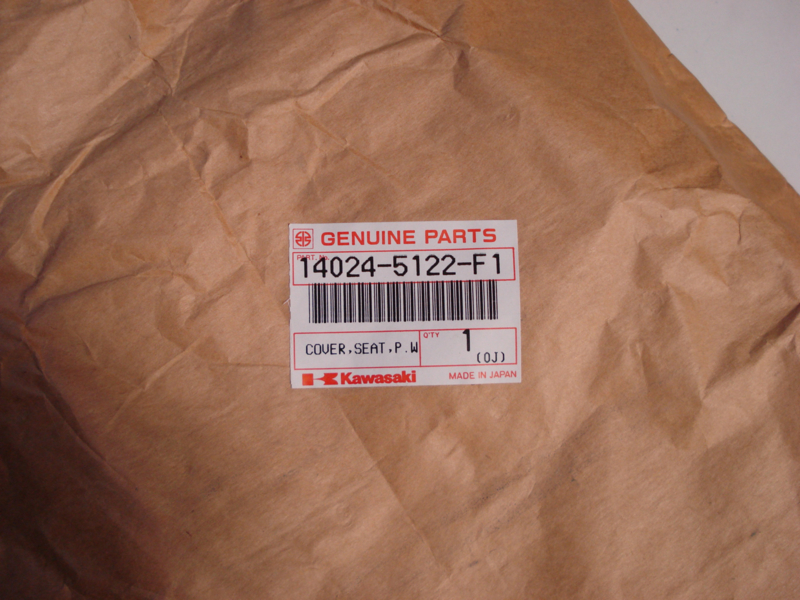 GENUINE PARTS
PART. No.
14024-5122-F1
COVER,SEAT,P.W
Q'TY
1
(OJ)
Kawasaki
MADE IN JAPAN